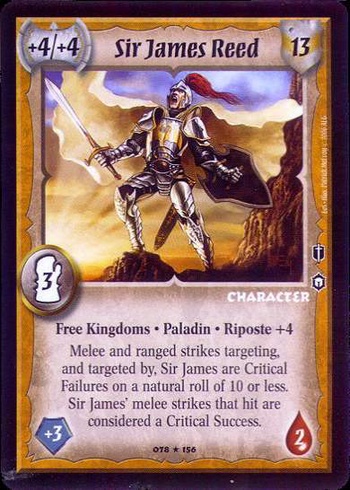 +4/+4
Sir James Reed
13
3
CHARACTER
Free Kingdoms • Paladin • Riposte +4
Melee and ranged strikes targeting,
and targeted by, Sir James are Critical
Failures on a natural roll of 10 or less.
Sir James' melee strikes that hit are
considered a Critical Success.
+3
2
OTB ★ 156